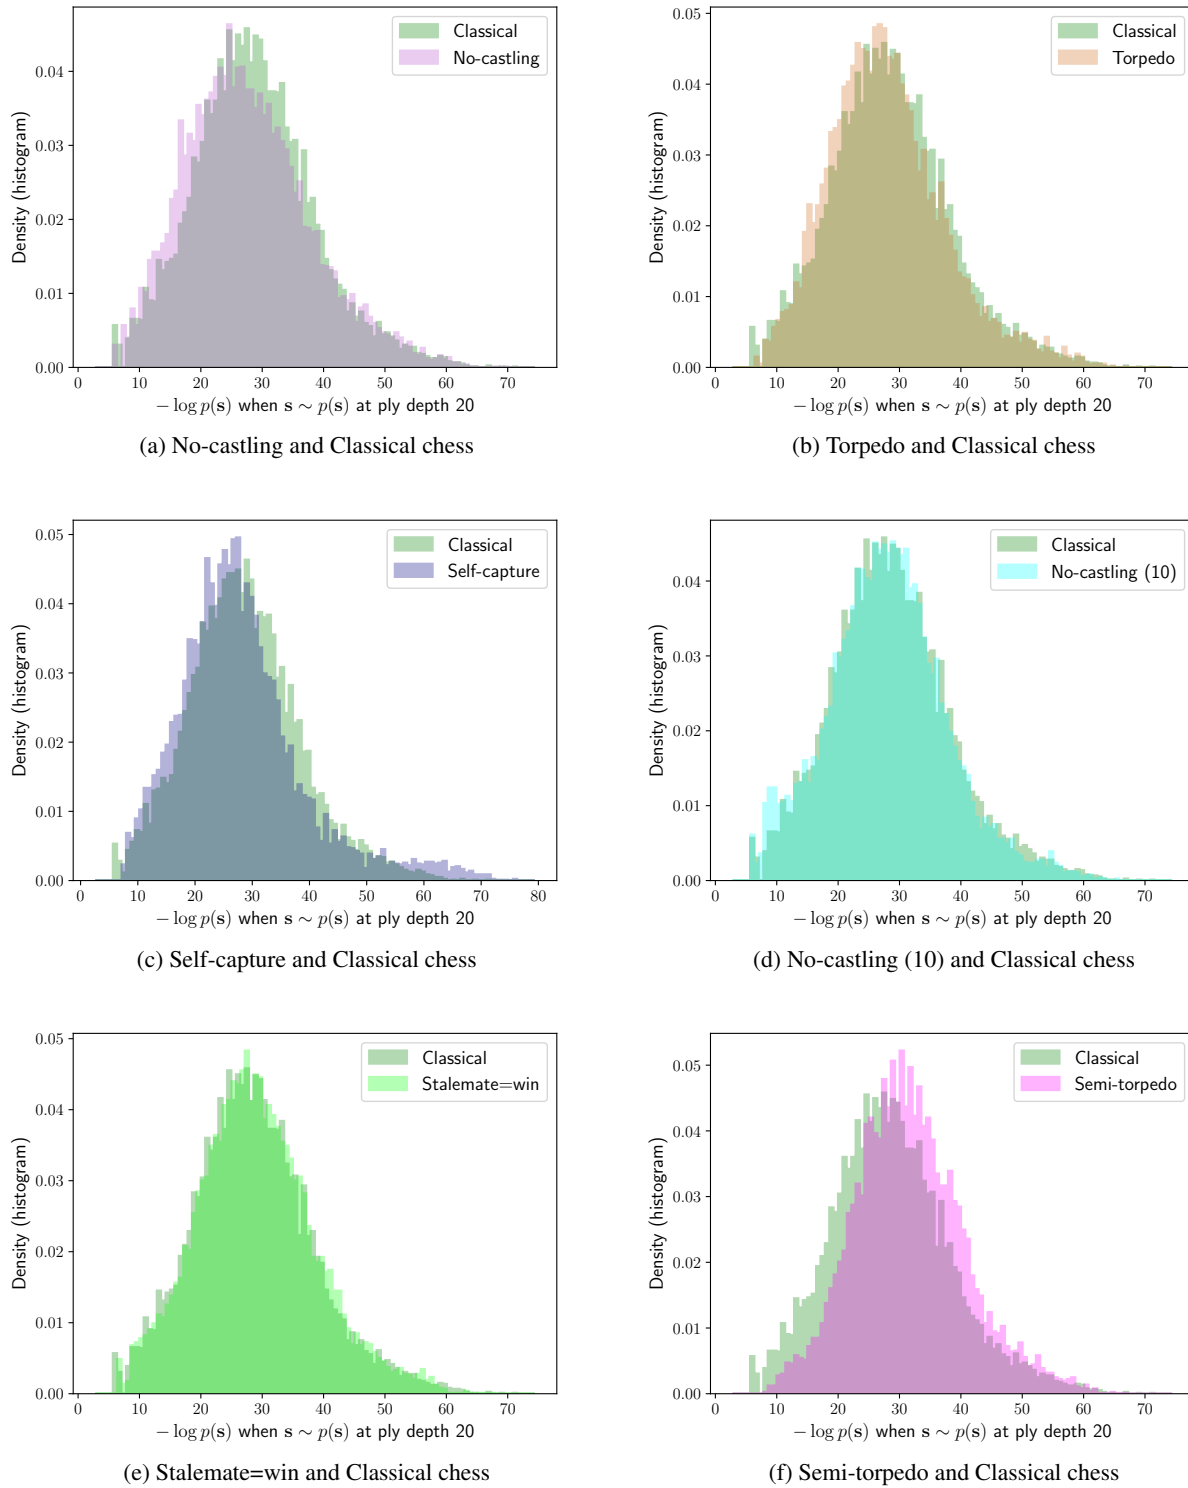 Classical
No-castling
Density (histogram)
0.04
0.03
0.02
0.01
0.00
0 10 20 30 40 50 60 70
− log p(s) when s ∼ p(s) at ply depth 20
(a) No-castling and Classical chess
Classical
Torpedo
Density (histogram)
0.05
0.04
0.03
0.02
0.01
0.00
0 10 20 30 40 50 60 70
− log p(s) when s ∼ p(s) at ply depth 20
(b) Torpedo and Classical chess
Classical
Self-capture
Density (histogram)
0.05
0.04
0.03
0.02
0.01
0.00
0 10 20 30 40 50 60 70 80
− log p(s) when s ∼ p(s) at ply depth 20
(c) Self-capture and Classical chess
Classical
No-castling (10)
Density (histogram)
0.04
0.03
0.02
0.01
0.00
0 10 20 30 40 50 60 70
− log p(s) when s ∼ p(s) at ply depth 20
(d) No-castling (10) and Classical chess
Classical
Stalemate=win
Density (histogram)
0.05
0.04
0.03
0.02
0.01
0.00
0 10 20 30 40 50 60 70
− log p(s) when s ∼ p(s) at ply depth 20
(e) Stalemate=win and Classical chess
Classical
Semi-torpedo
Density (histogram)
0.05
0.04
0.03
0.02
0.01
0.00
0 10 20 30 40 50 60 70
− log p(s) when s ∼ p(s) at ply depth 20
(f) Semi-torpedo and Classical chess